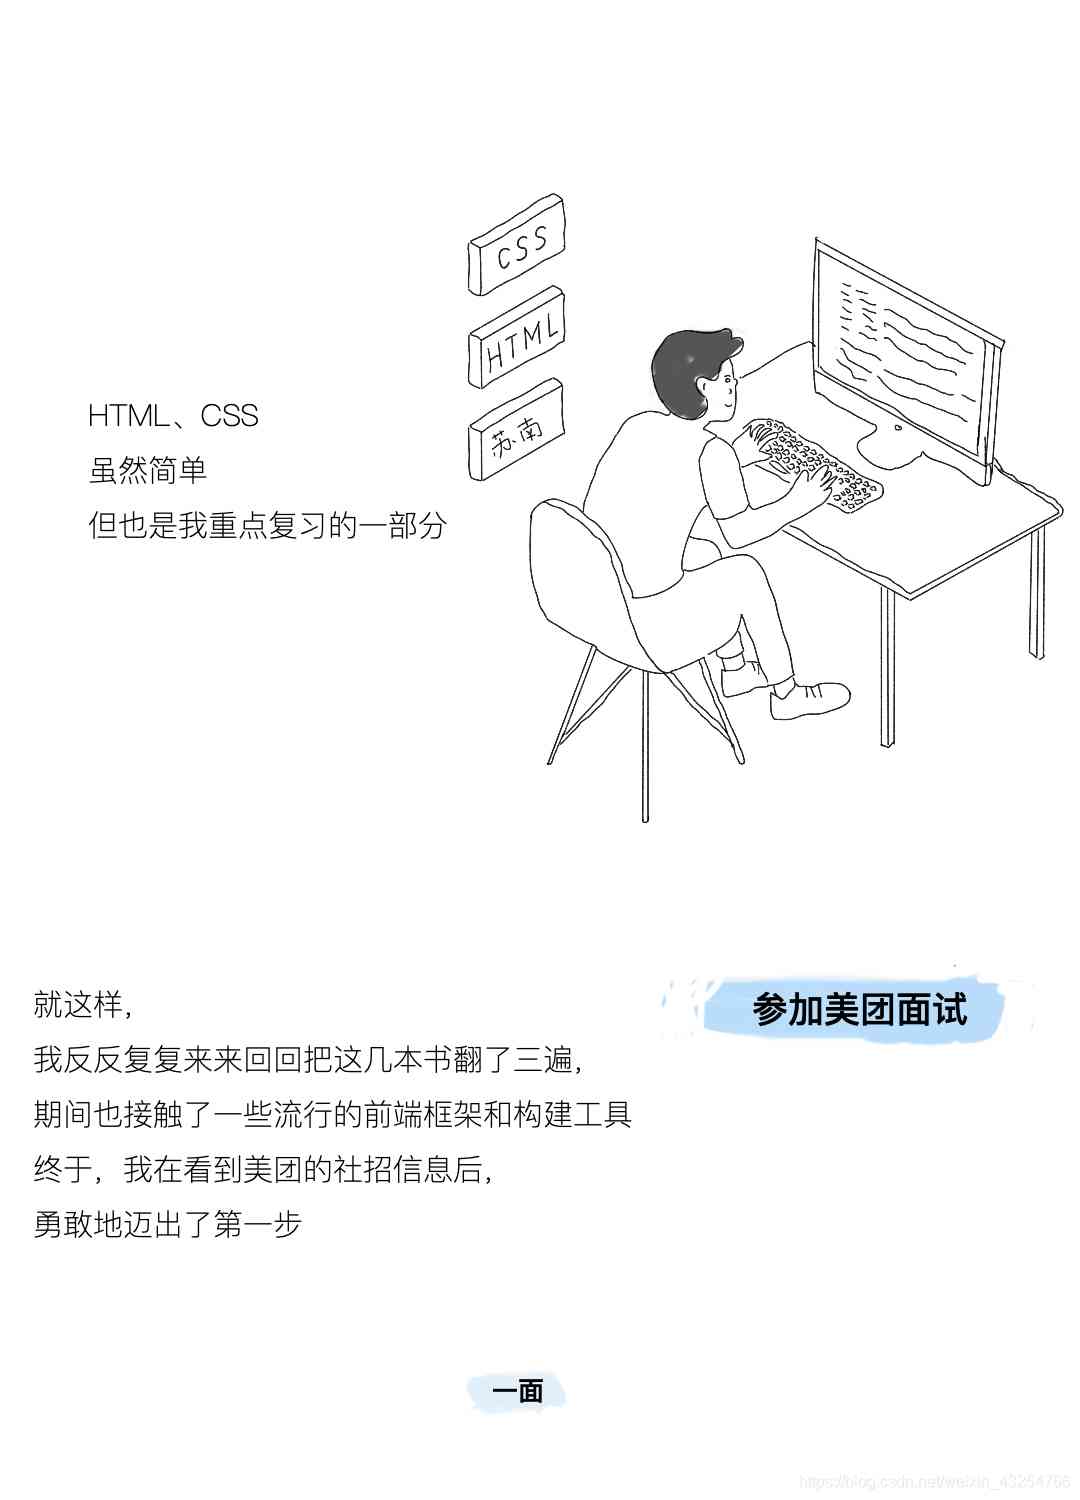 CSS
HTML
苏南
HTML、CSS
虽然简单
但也是我重点复习的一部分
参加美团面试
就这样，
我反反复复来来回回把这几本书翻了三遍，
期间也接触了一些流行的前端框架和构建工具
终于，我在看到美团的社招信息后，
勇敢地迈出了第一步
一面
https://blog.csdn.net/weixin_43254766